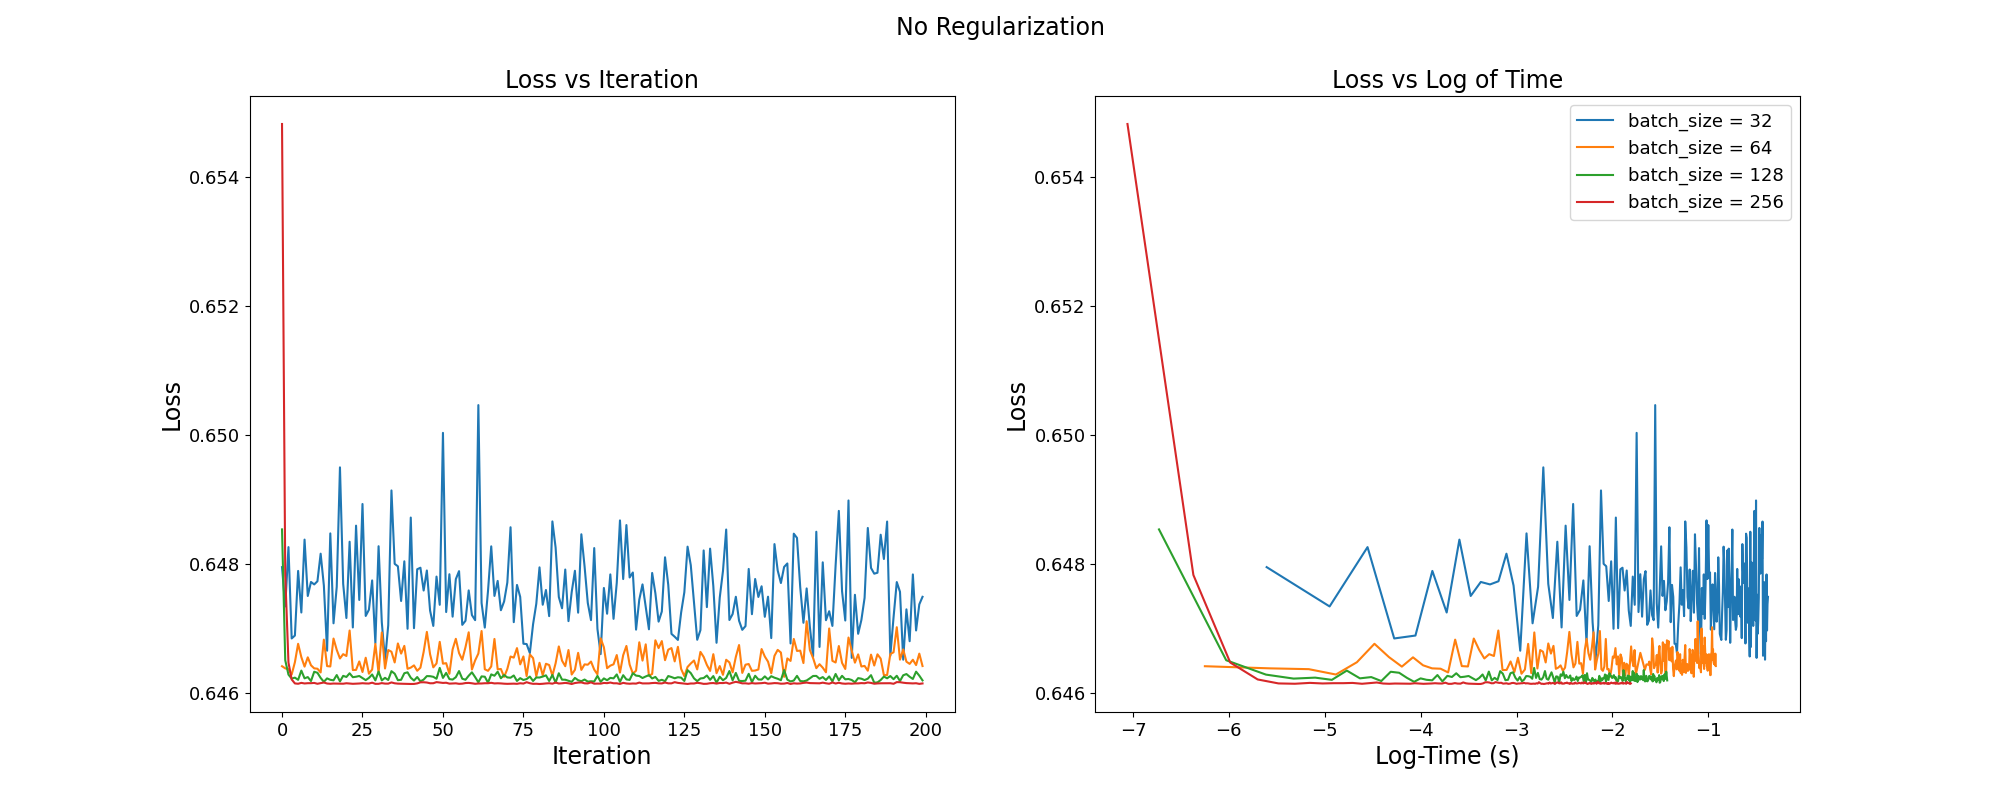 No Regularization
Loss vs Iteration
Loss
0.654
0.652
0.650
0.648
0.646
0
25
50
75
100
125
150
175
200
Iteration
Loss vs Log of Time
Loss
0.654
0.652
0.650
0.648
0.646
−7
−6
−5
−4
−3
−2
−1
Log-Time (s)
batch_size = 32
batch_size = 64
batch_size = 128
batch_size = 256